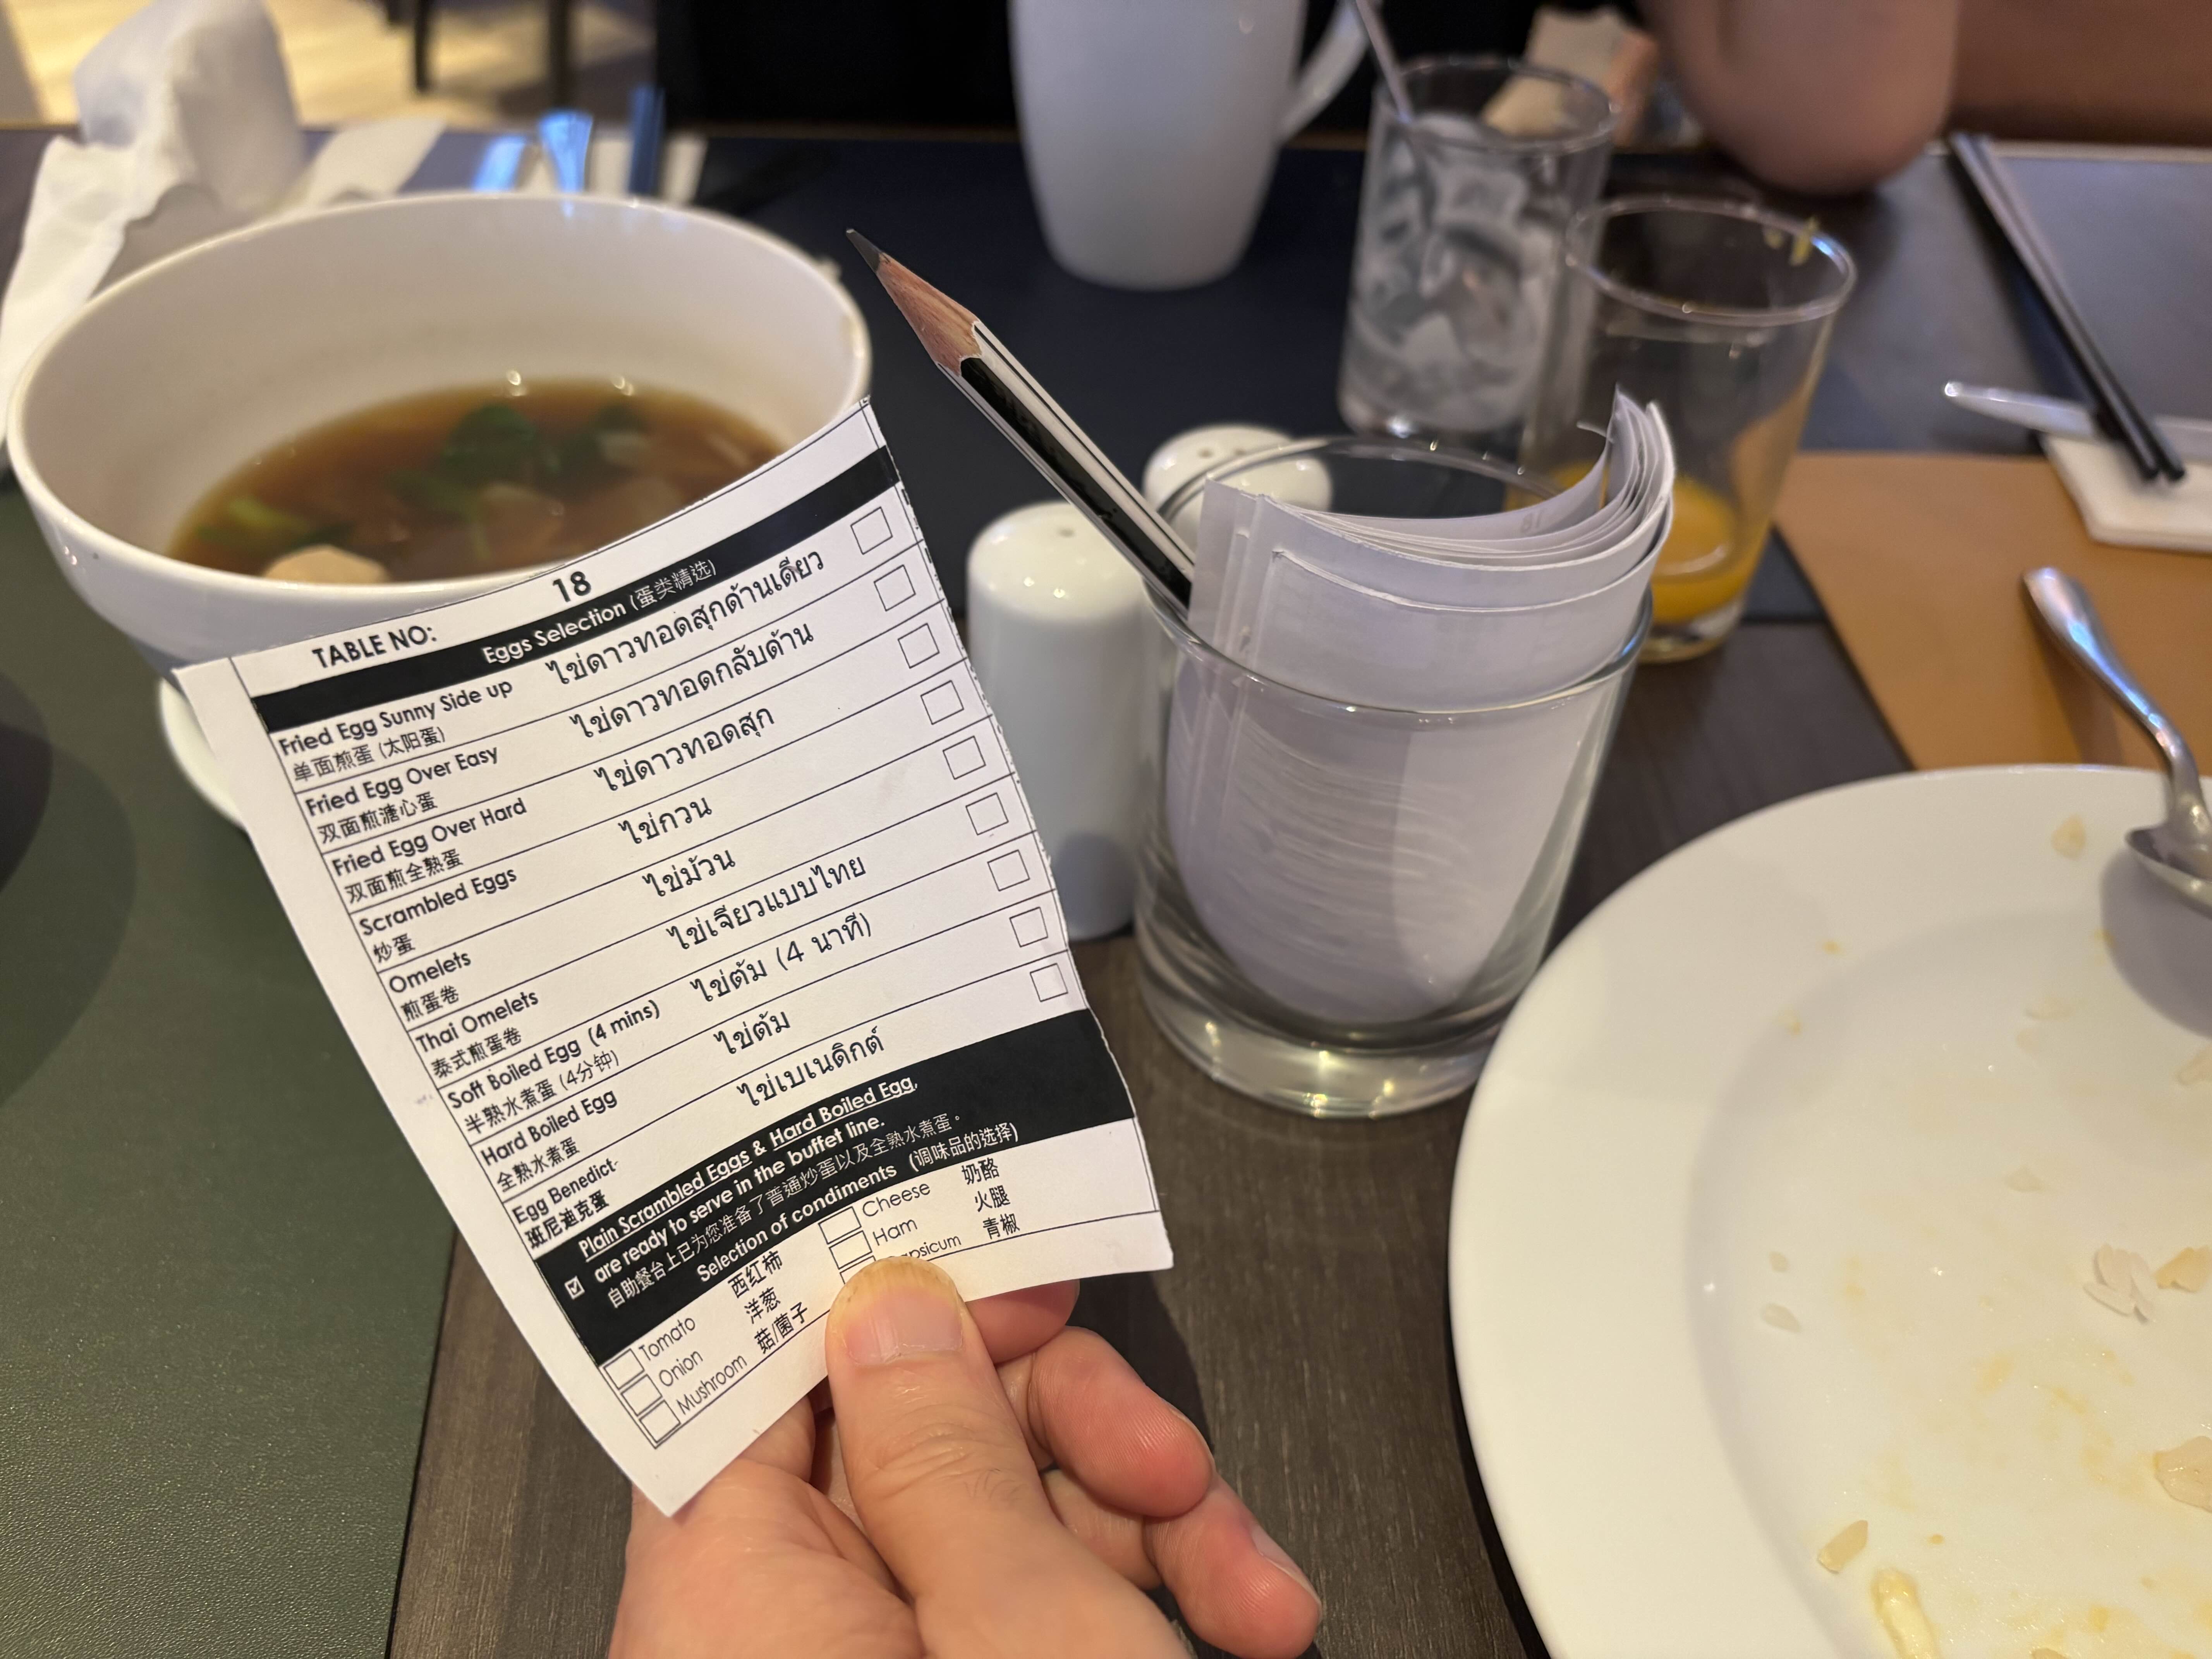 TABLE NO: 18
Eggs Selection (蛋类精选)
Fried Egg Sunny Side up ไข่ดาวทอดสุกด้านเดียว
单面煎蛋 (太阳蛋)
Fried Egg Over Easy ไข่ดาวทอดกลับด้าน
双面煎溏心蛋
Fried Egg Over Hard ไข่ดาวทอดสุก
双面煎全熟蛋
Scrambled Eggs ไข่กวน
炒蛋
Omelets ไข่ม้วน
煎蛋卷
Thai Omelets ไข่เจียวแบบไทย
泰式煎蛋卷
Soft Boiled Egg (4 mins) ไข่ต้ม (4 นาที)
半熟水煮蛋 (4分钟)
Hard Boiled Egg ไข่ต้ม
全熟水煮蛋
Egg Benedict ไข่เบเนดิกต์
班尼迪克蛋
Plain Scrambled Eggs & Hard Boiled Egg,
are ready to serve in the buffet line.
自助餐台上已为您准备了普通炒蛋以及全熟水煮蛋。
Selection of condiments (调味品的选择)
Tomato 西红柿 Cheese 奶酪
Onion 洋葱 Ham 火腿
Mushroom 菇/菌子 apsicum 青椒